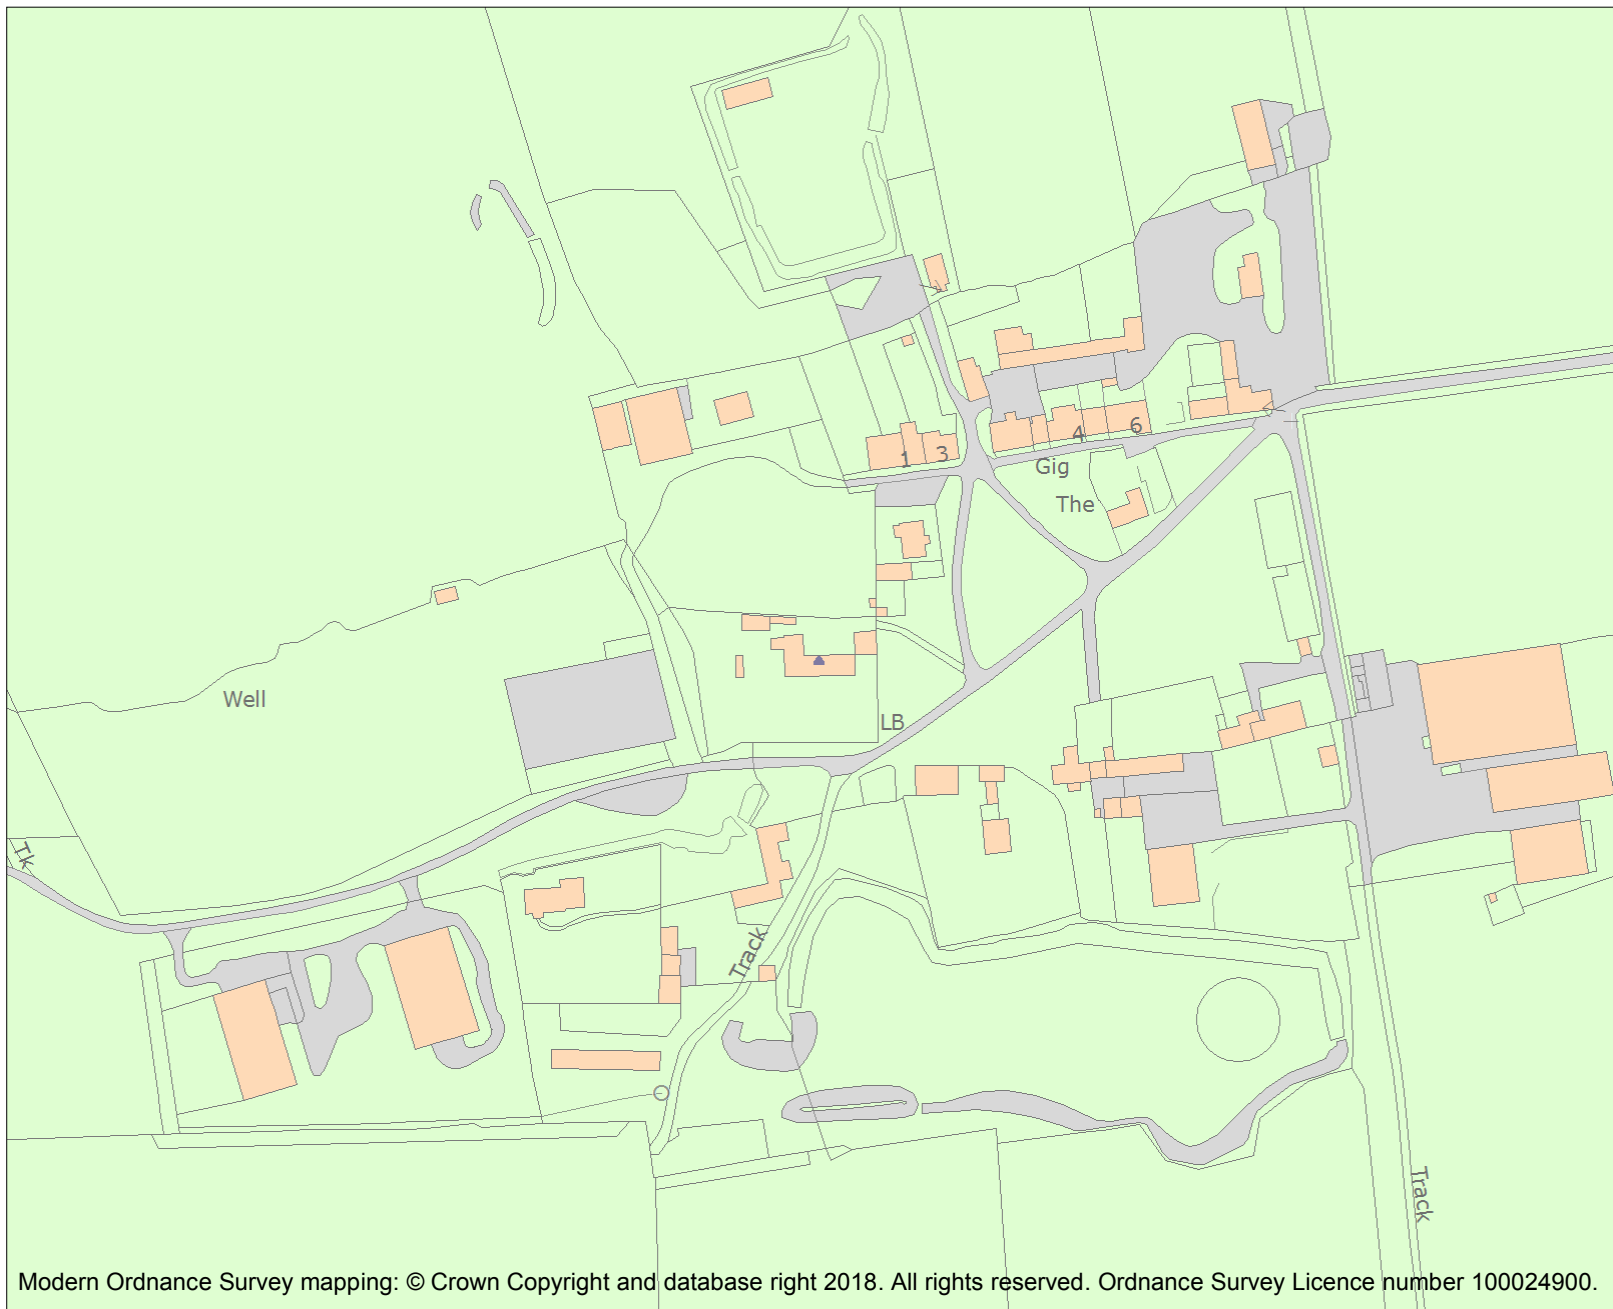 1
3
4
6
Gig
The
Well
LB
Tk
Track
Track
Modern Ordnance Survey mapping: © Crown Copyright and database right 2018. All rights reserved. Ordnance Survey Licence number 100024900.